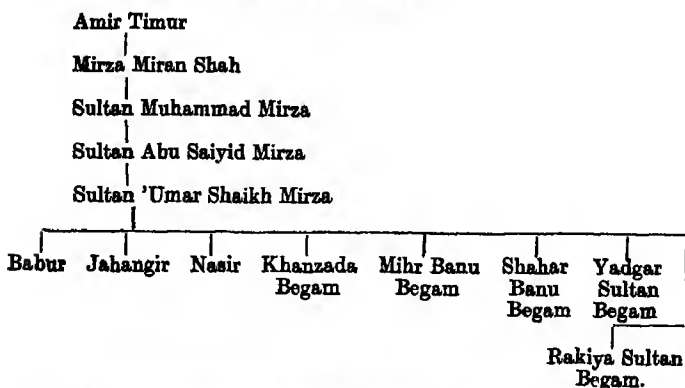 Amir Timur
Mirza Miran Shah
Sultan Muhammad Mirza
Sultan Abu Saiyid Mirza
Sultan 'Umar Shaikh Mirza
Babur Jahangir Nasir Khanzada Mihr Banu Shahar Yadgar
Begam Begam Banu Sultan
Begam Begam
Rakiya Sultan
Begam.